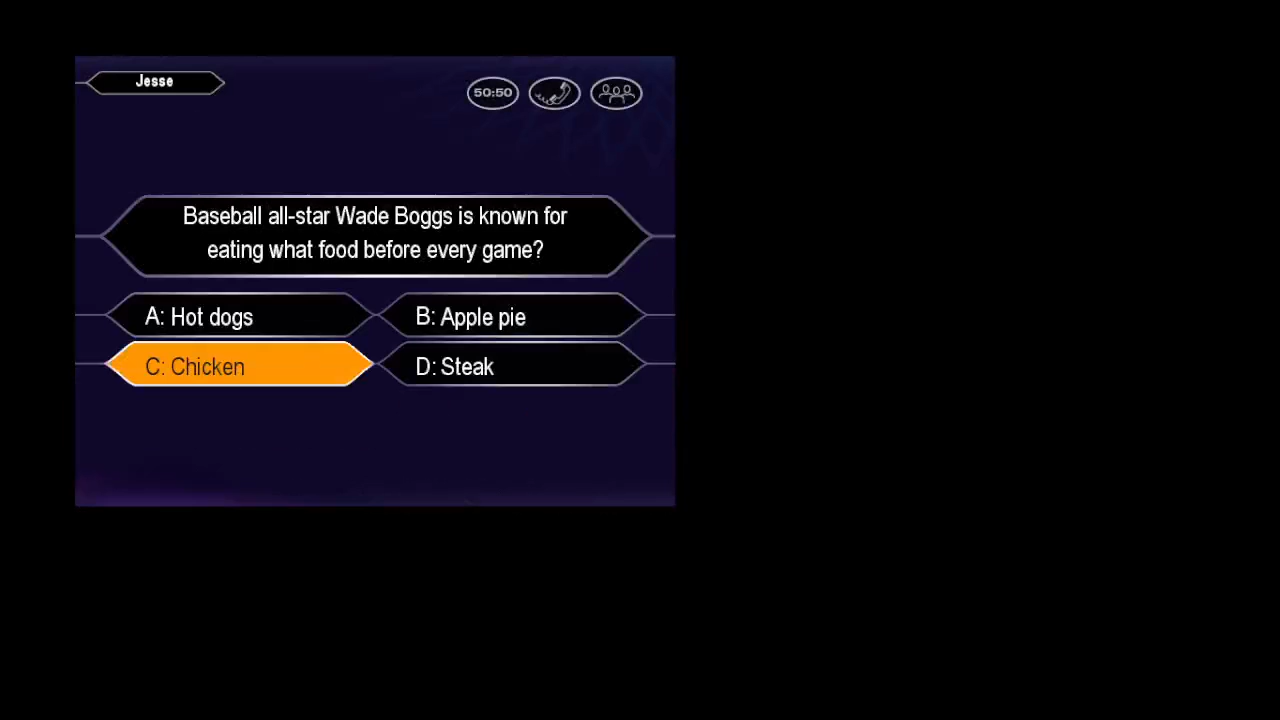 Jesse
50:50
Baseball all-star Wade Boggs is known for
eating what food before every game?
A: Hot dogs
B: Apple pie
C: Chicken
D: Steak